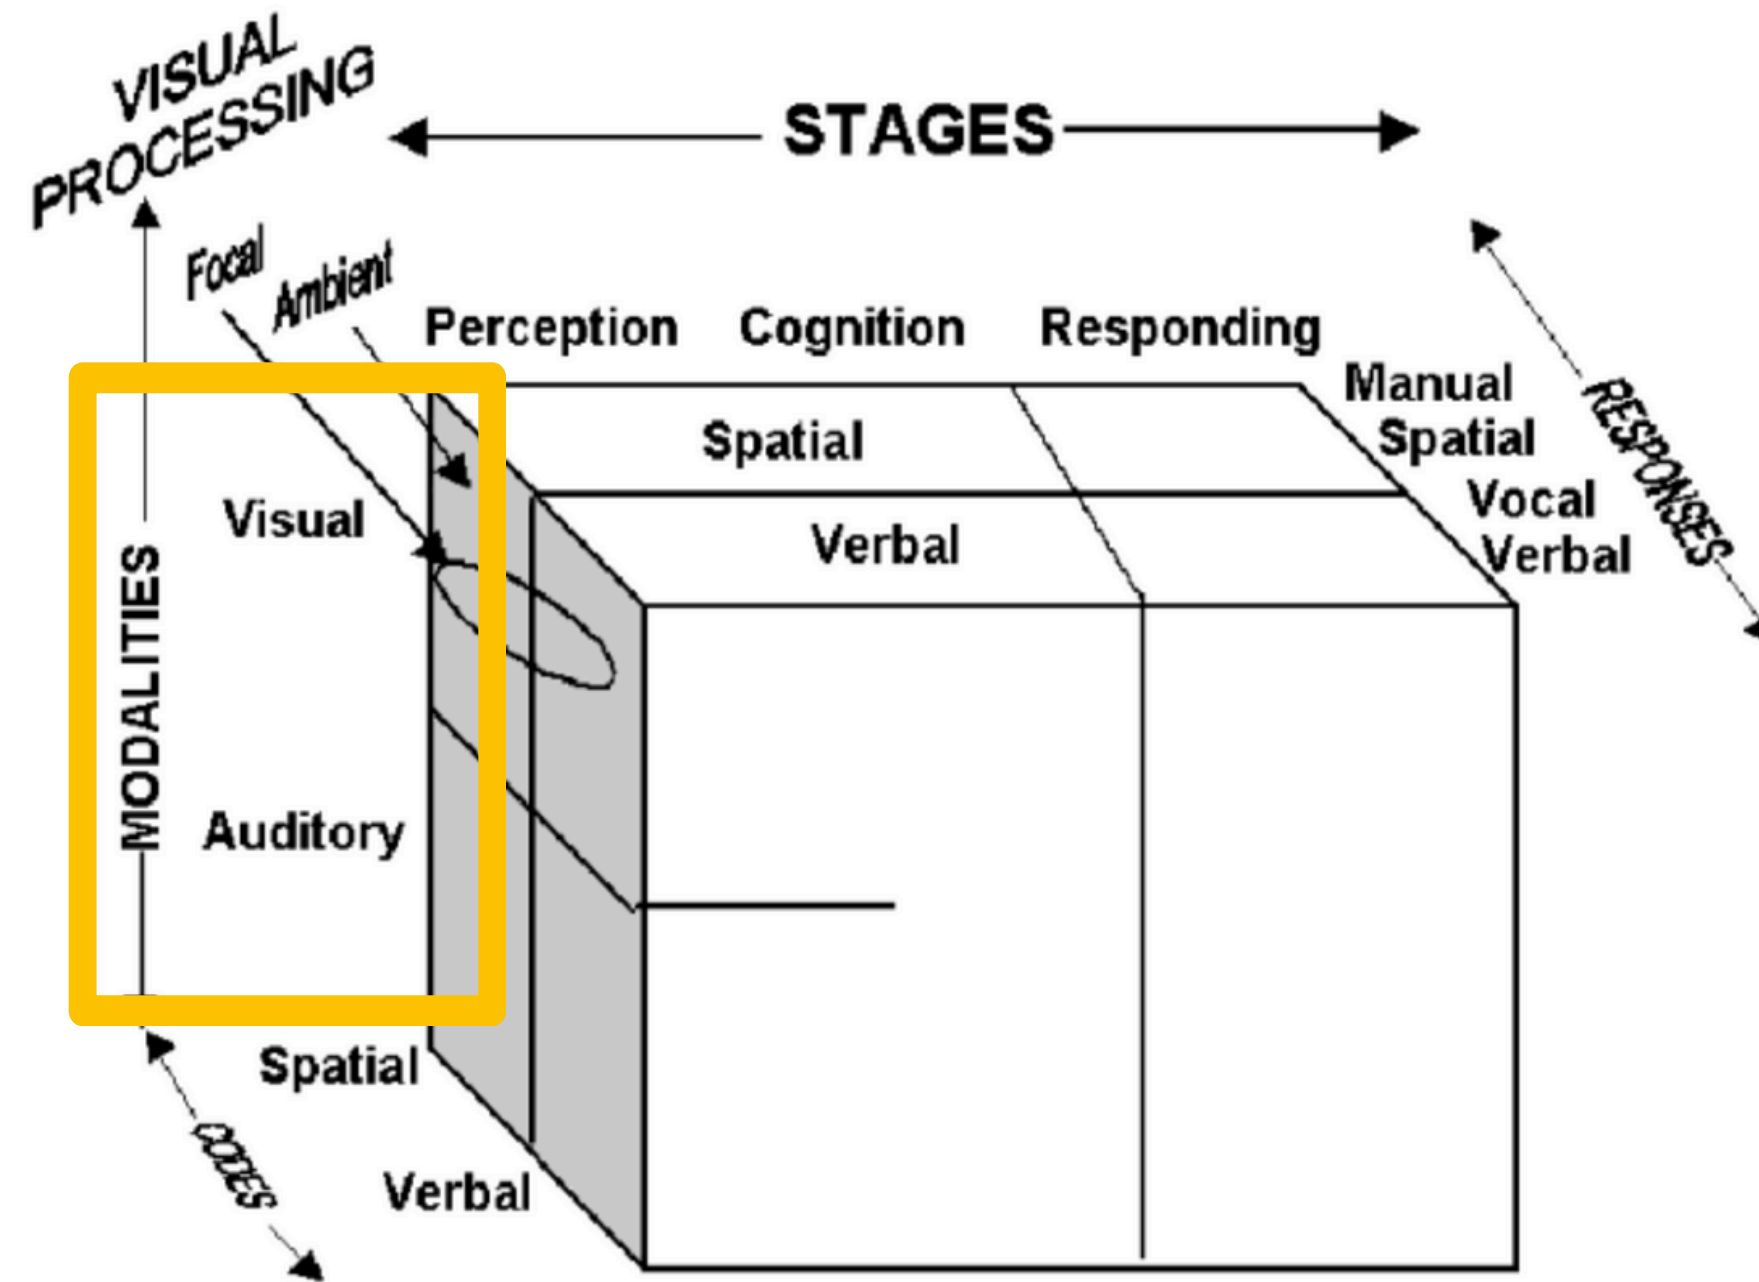 VISUAL
PROCESSING
STAGES
Focal
Ambient
Perception Cognition Responding
Manual
Spatial
Vocal
Verbal
RESPONSES
Spatial
Verbal
Visual
MODALITIES
Auditory
Spatial
CODES
Verbal